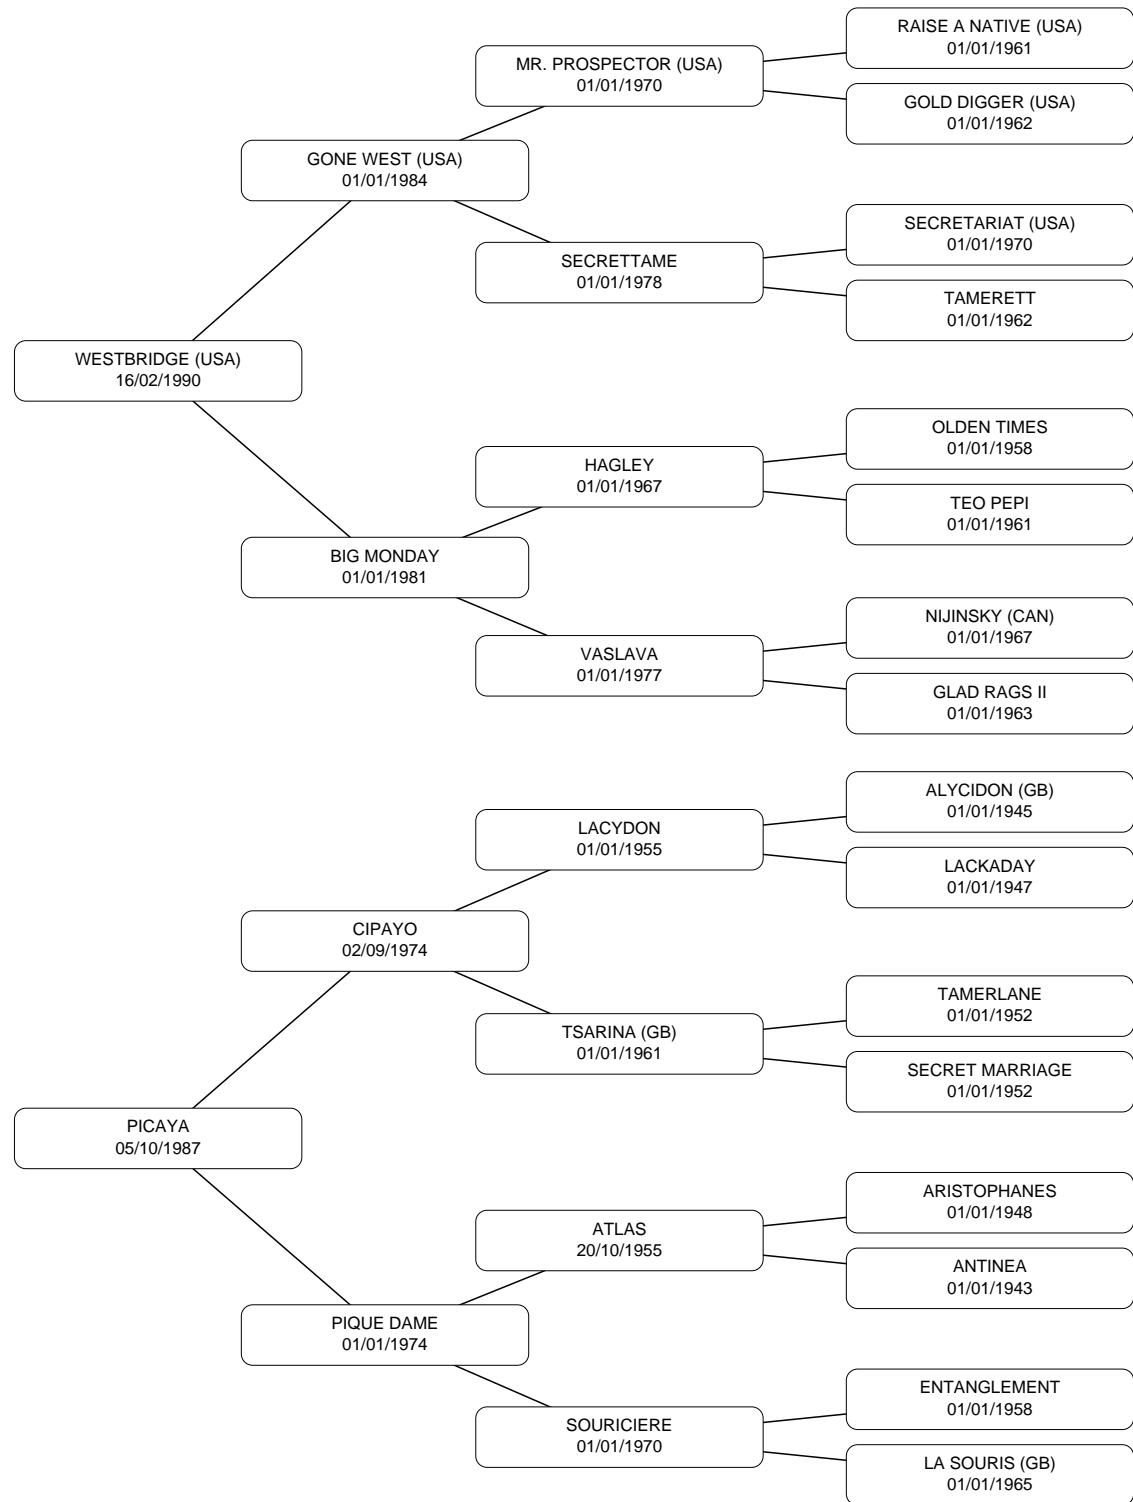 RAISE A NATIVE (USA)
01/01/1961
MR. PROSPECTOR (USA)
01/01/1970
GOLD DIGGER (USA)
01/01/1962
GONE WEST (USA)
01/01/1984
SECRETARIAT (USA)
01/01/1970
SECRETTAME
01/01/1978
TAMERETT
01/01/1962
WESTBRIDGE (USA)
16/02/1990
OLDEN TIMES
01/01/1958
HAGLEY
01/01/1967
TEO PEPI
01/01/1961
BIG MONDAY
01/01/1981
NIJINSKY (CAN)
01/01/1967
VASLAVA
01/01/1977
GLAD RAGS II
01/01/1963
ALYCIDON (GB)
01/01/1945
LACYDON
01/01/1955
LACKADAY
01/01/1947
CIPAYO
02/09/1974
TAMERLANE
01/01/1952
TSARINA (GB)
01/01/1961
SECRET MARRIAGE
01/01/1952
PICAYA
05/10/1987
ARISTOPHANES
01/01/1948
ATLAS
20/10/1955
ANTINEA
01/01/1943
PIQUE DAME
01/01/1974
ENTANGLEMENT
01/01/1958
SOURICIERE
01/01/1970
LA SOURIS (GB)
01/01/1965